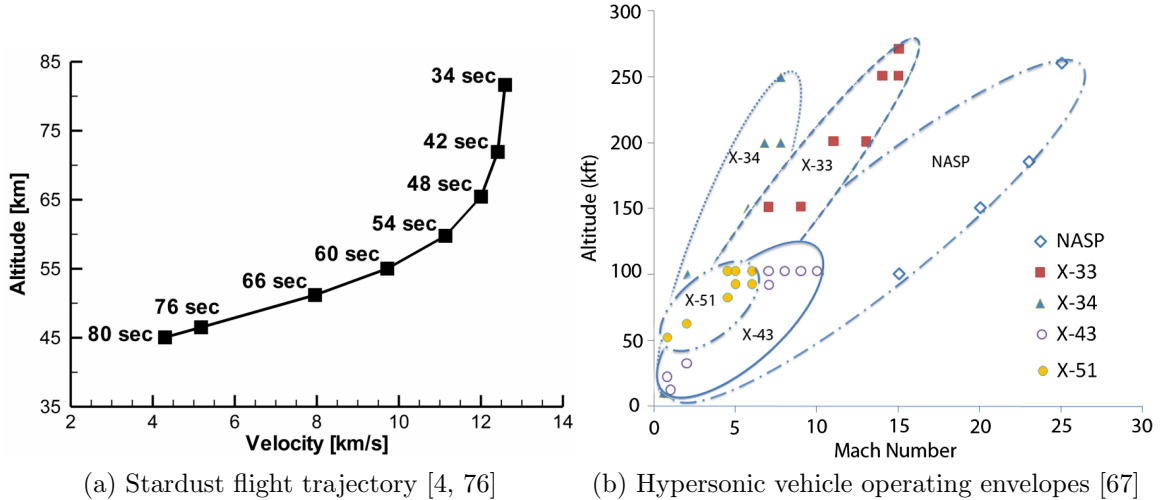 85
75
65
55
45
35
Altitude [km]
34 sec
42 sec
48 sec
54 sec
60 sec
66 sec
76 sec
80 sec
2 4 6 8 10 12 14
Velocity [km/s]
(a) Stardust flight trajectory [4, 76]
300
250
200
150
100
50
0
Altitude (kft)
X-34
X-33
NASP
X-51
X-43
NASP
X-33
X-34
X-43
X-51
0 5 10 15 20 25 30
Mach Number
(b) Hypersonic vehicle operating envelopes [67]